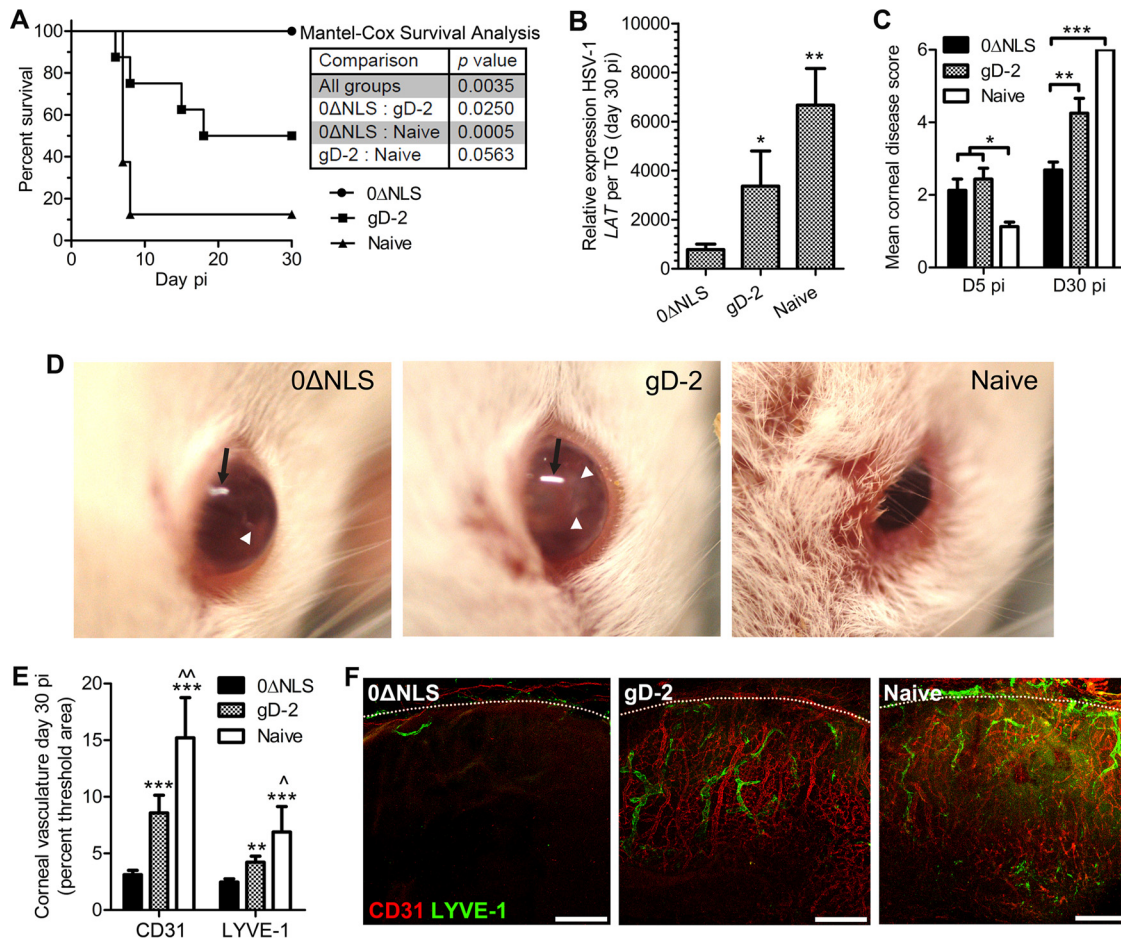 A
Mantel-Cox Survival Analysis
Comparison p value
All groups 0.0035
0ΔNLS : gD-2 0.0250
0ΔNLS : Naive 0.0005
gD-2 : Naive 0.0563
0ΔNLS
gD-2
Naive
Percent survival
100
80
60
40
20
0
0 10 20 30
Day pi
B
Relative expression HSV-1
LAT per TG (day 30 pi)
10000
8000
6000
4000
2000
0
*
**
0ΔNLS gD-2 Naive
C
0ΔNLS
gD-2
Naive
Mean corneal disease score
6
4
2
0
*
**
***
D5 pi D30 pi
D
0ΔNLS
gD-2
Naive
E
0ΔNLS
gD-2
Naive
Corneal vasculature day 30 pi
(percent threshold area)
20
15
10
5
0
***
^^
***
**
^
***
CD31 LYVE-1
F
0ΔNLS
gD-2
Naive
CD31 LYVE-1